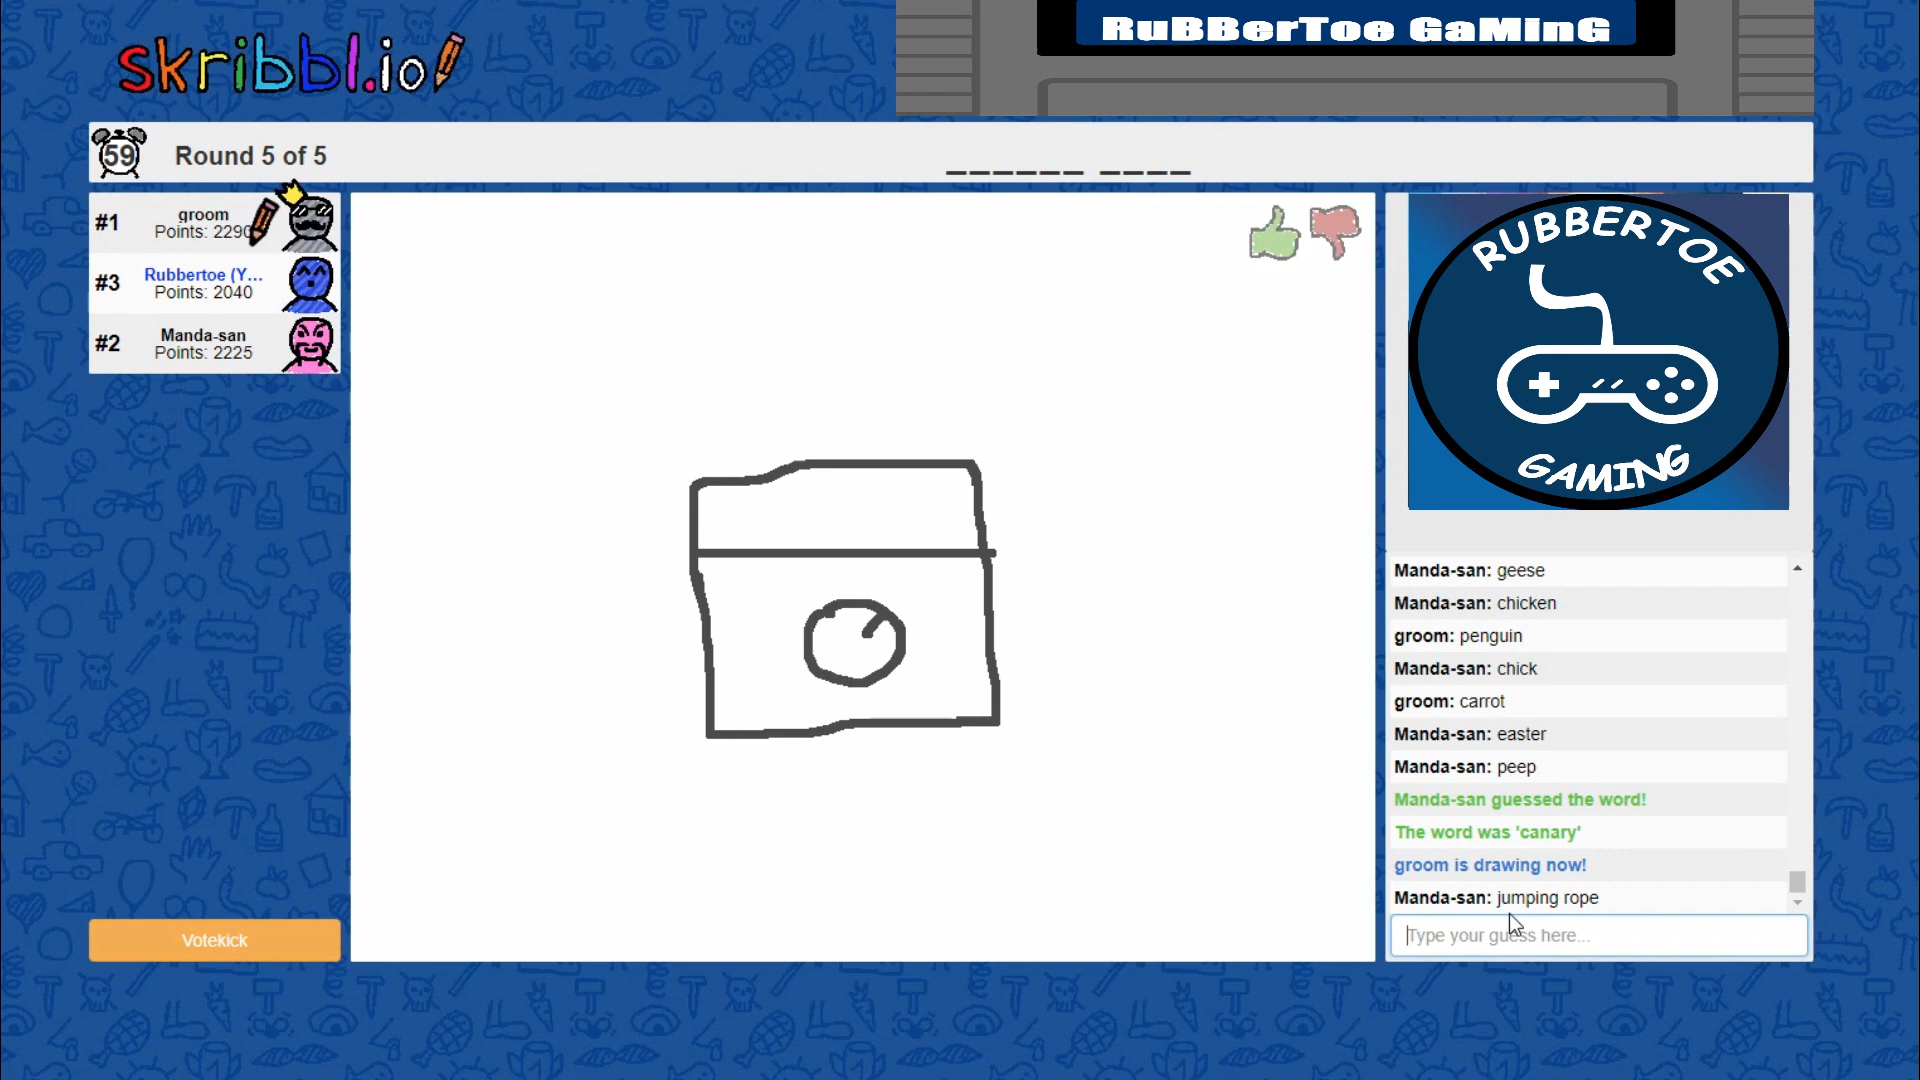 RuBBerToe GaMInG
skribbl.io
59
Round 5 of 5
______ ____
#1
groom
Points: 2290
#3
Rubbertoe (Y...
Points: 2040
#2
Manda-san
Points: 2225
RUBBERTOE
GAMING
Manda-san: geese
Manda-san: chicken
groom: penguin
Manda-san: chick
groom: carrot
Manda-san: easter
Manda-san: peep
Manda-san guessed the word!
The word was 'canary'
groom is drawing now!
Manda-san: jumping rope
Type your guess here...
Votekick